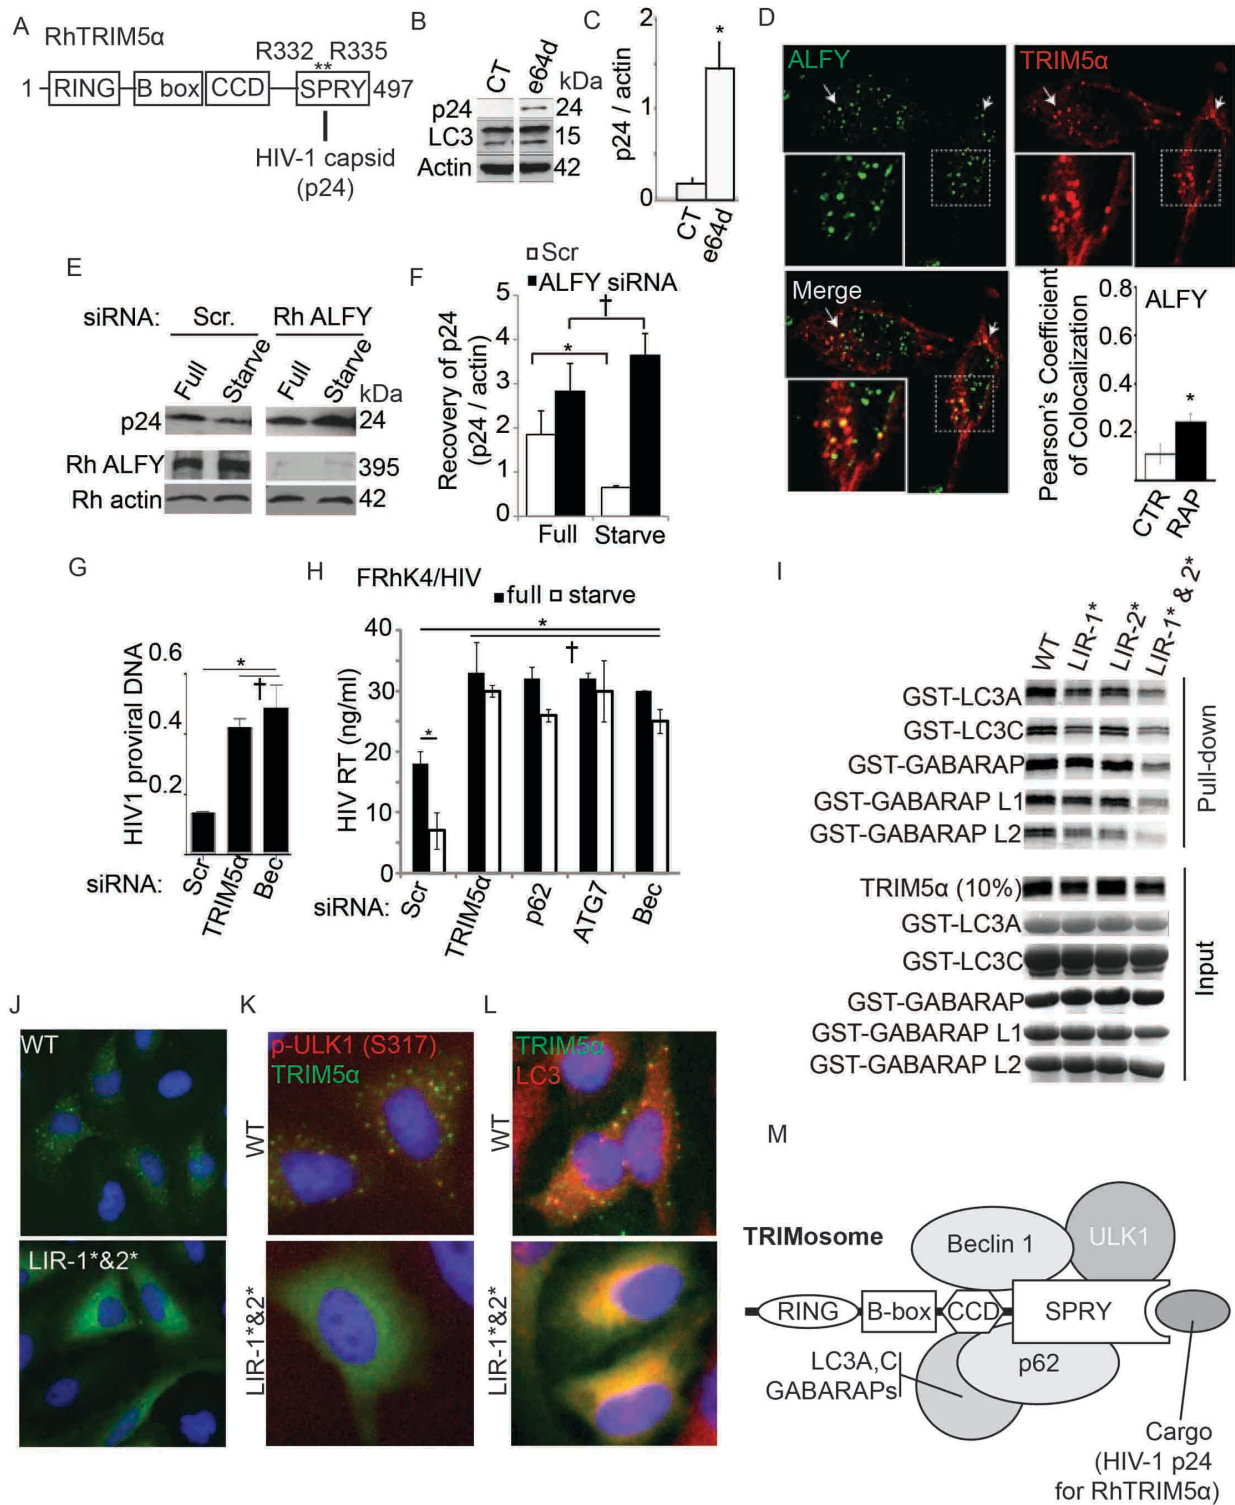 A
RhTRIM5α
R332 R335
**
1 RING B box CCD SPRY 497
HIV-1 capsid
(p24)
B
CT e64d kDa
p24 24
LC3 15
Actin 42
C
p24 / actin
2
1
0
*
CT e64d
D
ALFY
TRIM5α
Merge
Pearson's Coefficient
of Colocalization
0.8
0.6
0.4
0.2
ALFY
*
CTR RAP
E
siRNA: Scr. Rh ALFY
Full Starve Full Starve kDa
p24 24
Rh ALFY 395
Rh actin 42
F
Scr
ALFY siRNA
Recovery of p24
(p24 / actin)
5
4
3
2
1
0
* †
Full Starve
G
HIV1 proviral DNA
0.6
0.4
0.2
*
†
siRNA: Scr TRIM5α Bec
H
FRhK4/HIV
full starve
HIV RT (ng/ml)
40
30
20
10
0
*
†
*
siRNA: Scr TRIM5α p62 ATG7 Bec
I
WT LIR-1* LIR-2* LIR-1* & 2*
GST-LC3A
GST-LC3C
GST-GABARAP
GST-GABARAP L1
GST-GABARAP L2
Pull-down
TRIM5α (10%)
GST-LC3A
GST-LC3C
GST-GABARAP
GST-GABARAP L1
GST-GABARAP L2
Input
J
WT
LIR-1*&2*
K
p-ULK1 (S317)
TRIM5α
WT
LIR-1*&2*
L
TRIM5α
LC3
WT
LIR-1*&2*
M
TRIMosome
Beclin 1
ULK1
RING B-box CCD SPRY
LC3A,C
GABARAPs
p62
Cargo
(HIV-1 p24
for RhTRIM5α)